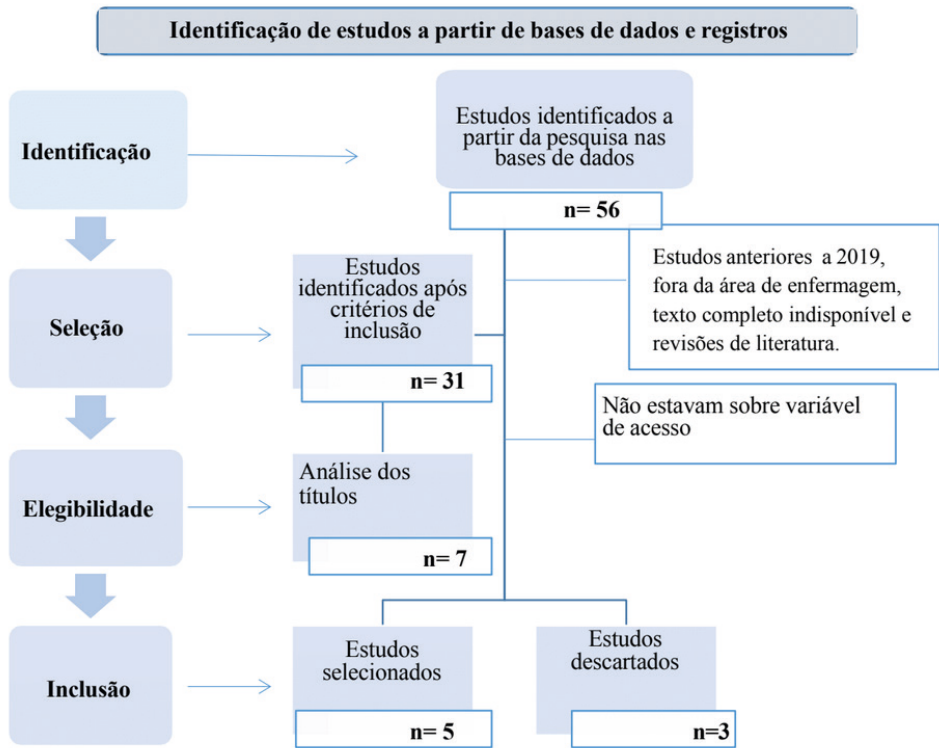 Identificação de estudos a partir de bases de dados e registros
Identificação
Estudos identificados a
partir da pesquisa nas
bases de dados
n= 56
Estudos anteriores a 2019,
fora da área de enfermagem,
texto completo indisponível e
revisões de literatura.
Seleção
Estudos
identificados após
critérios de
inclusão
n= 31
Não estavam sobre variável
de acesso
Elegibilidade
Análise dos
títulos
n= 7
Inclusão
Estudos
selecionados
n= 5
Estudos
descartados
n=3